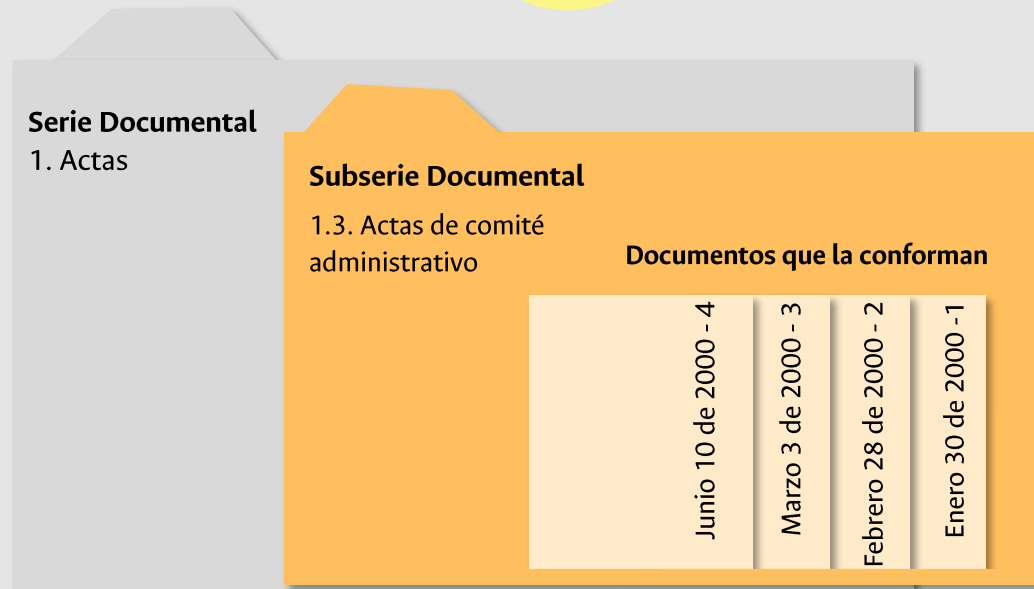 Serie Documental
1. Actas
Subserie Documental
1.3. Actas de comité
administrativo
Documentos que la conforman
Junio 10 de 2000 - 4
Marzo 3 de 2000 - 3
Febrero 28 de 2000 - 2
Enero 30 de 2000 -1